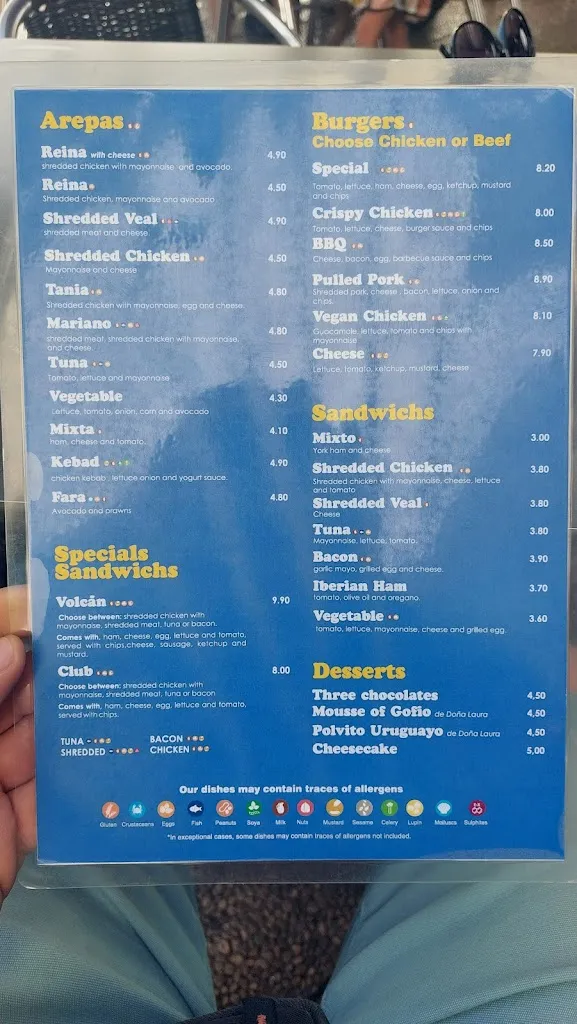 Arepas
Reina with cheese 4.90
shredded chicken with mayonnaise and avocado.
Reina 4.50
Shredded chicken, mayonnaise and avocado
Shredded Veal 4.90
shredded meat and cheese
Shredded Chicken 4.50
Mayonnaise and cheese
Tania 4.80
Shredded chicken with mayonnaise, egg and cheese
Mariano 4.80
shredded meat, shredded chicken with mayonnaise,
and cheese
Tuna 4.50
Tomato, lettuce and mayonnaise
Vegetable 4.30
Lettuce, tomato, onion, corn and avocado
Mixta 4.10
ham, cheese and tomato.
Kebad 4.90
chicken kebab, lettuce onion and yogurt sauce.
Fara 4.80
Avocado and prawns
Specials
Sandwichs
Volcán 9.90
Choose between: shredded chicken with
mayonnaise, shredded meat, tuna or bacon.
Comes with, ham, cheese, egg, lettuce and tomato,
served with chips,cheese, sausage, ketchup and
mustard.
Club 8.00
Choose between: shredded chicken with
mayonnaise, shredded meat, tuna or bacon
Comes with, ham, cheese, egg, lettuce and tomato,
served with chips.
TUNA BACON
SHREDDED CHICKEN
Burgers
Choose Chicken or Beef
Special 8.20
Tomato, lettuce, ham, cheese, egg, ketchup, mustard
and chips
Crispy Chicken 8.00
Tomato, lettuce, cheese, burger sauce and chips
BBQ 8.50
Cheese, bacon, egg, barbecue sauce and chips
Pulled Pork 8.90
Shredded pork, cheese, bacon, lettuce, onion and
chips.
Vegan Chicken 8.10
Guacamole, lettuce, tomato and chips with
mayonnaise
Cheese 7.90
Lettuce, tomato, ketchup, mustard, cheese
Sandwichs
Mixto 3.00
York ham and cheese
Shredded Chicken 3.80
Shredded chicken with mayonnaise, cheese, lettuce
and tomato
Shredded Veal 3.80
Cheese
Tuna 3.80
Mayonnaise, lettuce, tomato.
Bacon 3.90
garlic mayo, grilled egg and cheese.
Iberian Ham 3.70
tomato, olive oil and oregano.
Vegetable 3.60
tomato, lettuce, mayonnaise, cheese and grilled egg
Desserts
Three chocolates 4,50
Mousse of Gofio de Doña Laura 4,50
Polvito Uruguayo de Doña Laura 4,50
Cheesecake 5,00
Our dishes may contain traces of allergens
Gluten Crustaceans Eggs Fish Peanuts Soya Milk Nuts Mustard Sesame Celery Lupin Molluscs Sulphites
*In exceptional cases, some dishes may contain traces of allergens not included.